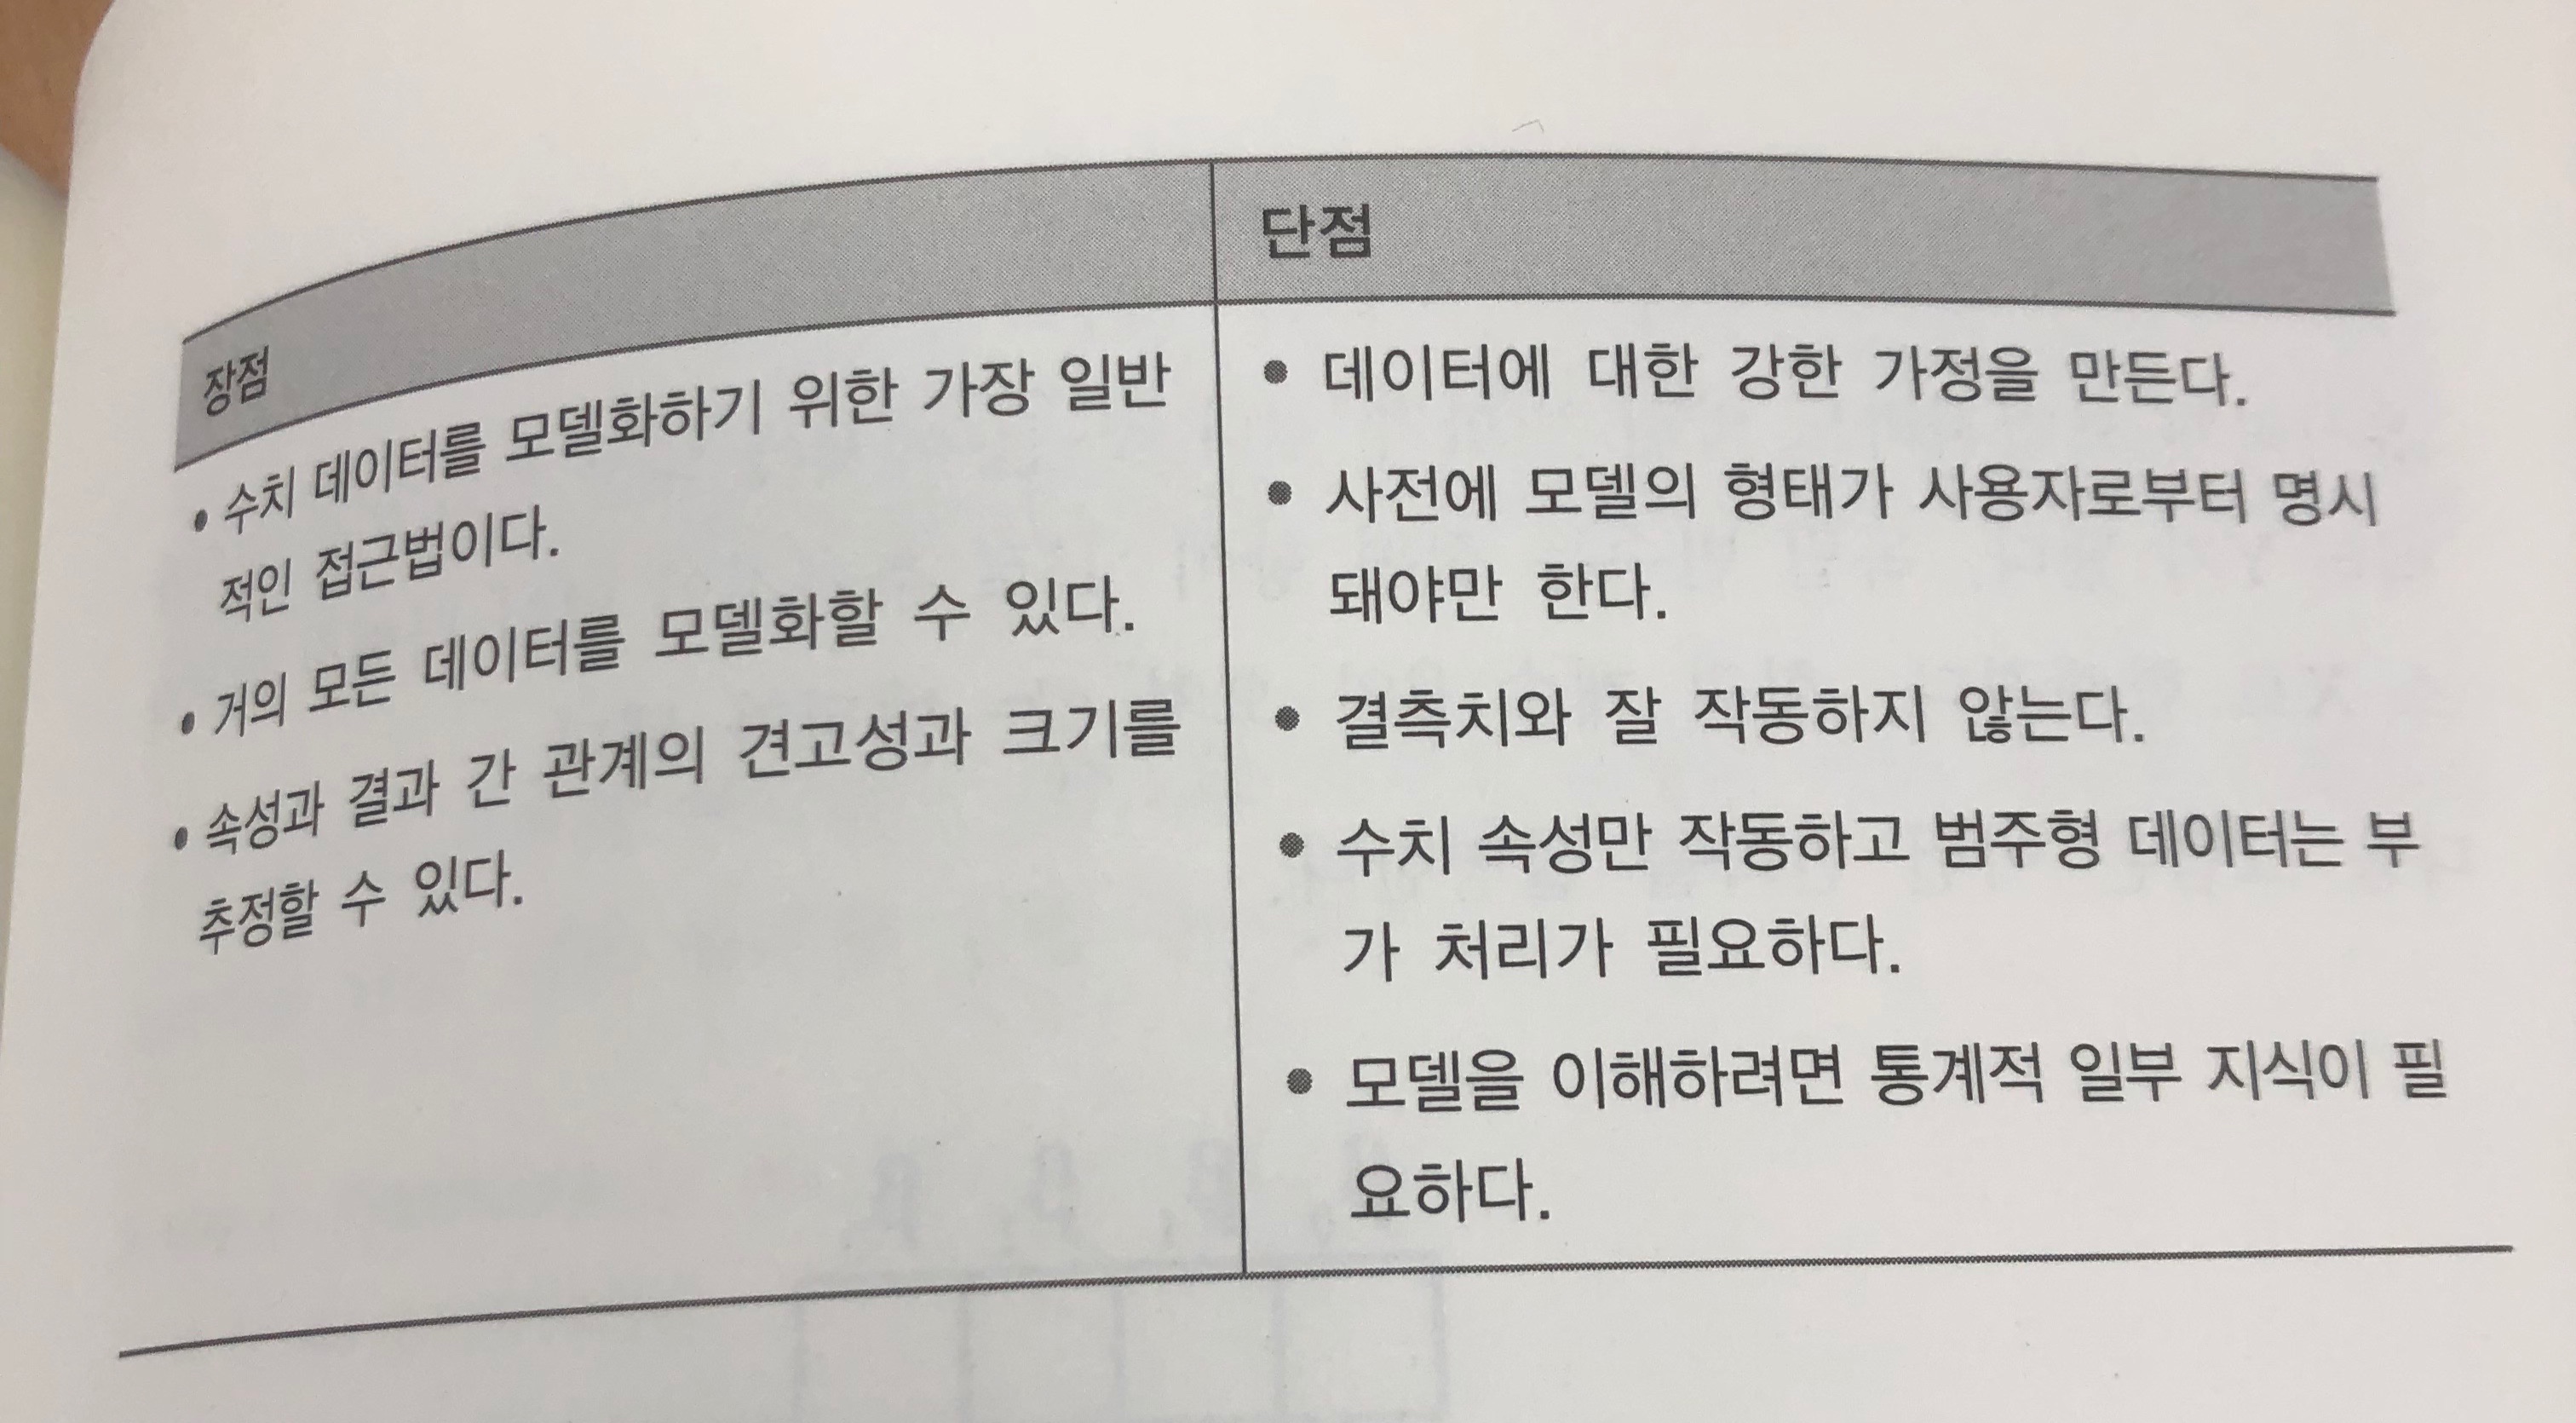 장점
• 수치 데이터를 모델화하기 위한 가장 일반
적인 접근법이다.
• 거의 모든 데이터를 모델화할 수 있다.
• 속성과 결과 간 관계의 견고성과 크기를
추정할 수 있다.
단점
• 데이터에 대한 강한 가정을 만든다.
• 사전에 모델의 형태가 사용자로부터 명시
돼야만 한다.
• 결측치와 잘 작동하지 않는다.
• 수치 속성만 작동하고 범주형 데이터는 부
가 처리가 필요하다.
• 모델을 이해하려면 통계적 일부 지식이 필
요하다.